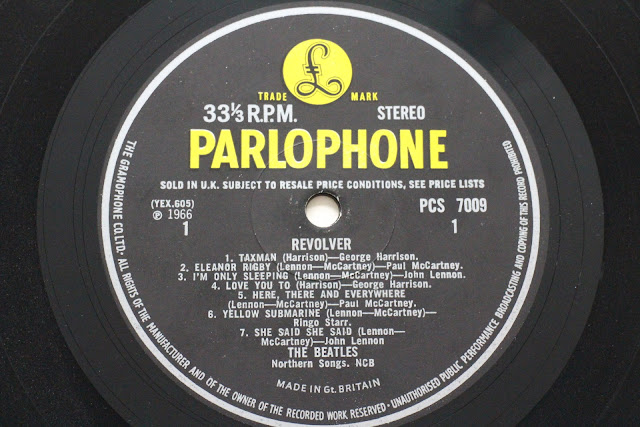 £
TRADE MARK
33⅓ R.P.M. STEREO
PARLOPHONE
SOLD IN U.K. SUBJECT TO RESALE PRICE CONDITIONS, SEE PRICE LISTS
(YEX.605) PCS 7009
℗ 1966
1 1
REVOLVER
1. TAXMAN (Harrison)—George Harrison.
2. ELEANOR RIGBY (Lennon—McCartney)—Paul McCartney.
3. I'M ONLY SLEEPING (Lennon—McCartney)—John Lennon.
4. LOVE YOU TO (Harrison)—George Harrison.
5. HERE, THERE AND EVERYWHERE
(Lennon—McCartney)—Paul McCartney.
6. YELLOW SUBMARINE (Lennon—McCartney)—
Ringo Starr.
7. SHE SAID SHE SAID (Lennon—
McCartney)—John Lennon
THE BEATLES
Northern Songs. NCB
MADE IN Gt. BRITAIN
THE GRAMOPHONE CO. LTD. · ALL RIGHTS OF THE MANUFACTURER AND OF THE OWNER OF THE RECORDED WORK RESERVED · UNAUTHORISED PUBLIC PERFORMANCE BROADCASTING AND COPYING OF THIS RECORD PROHIBITED